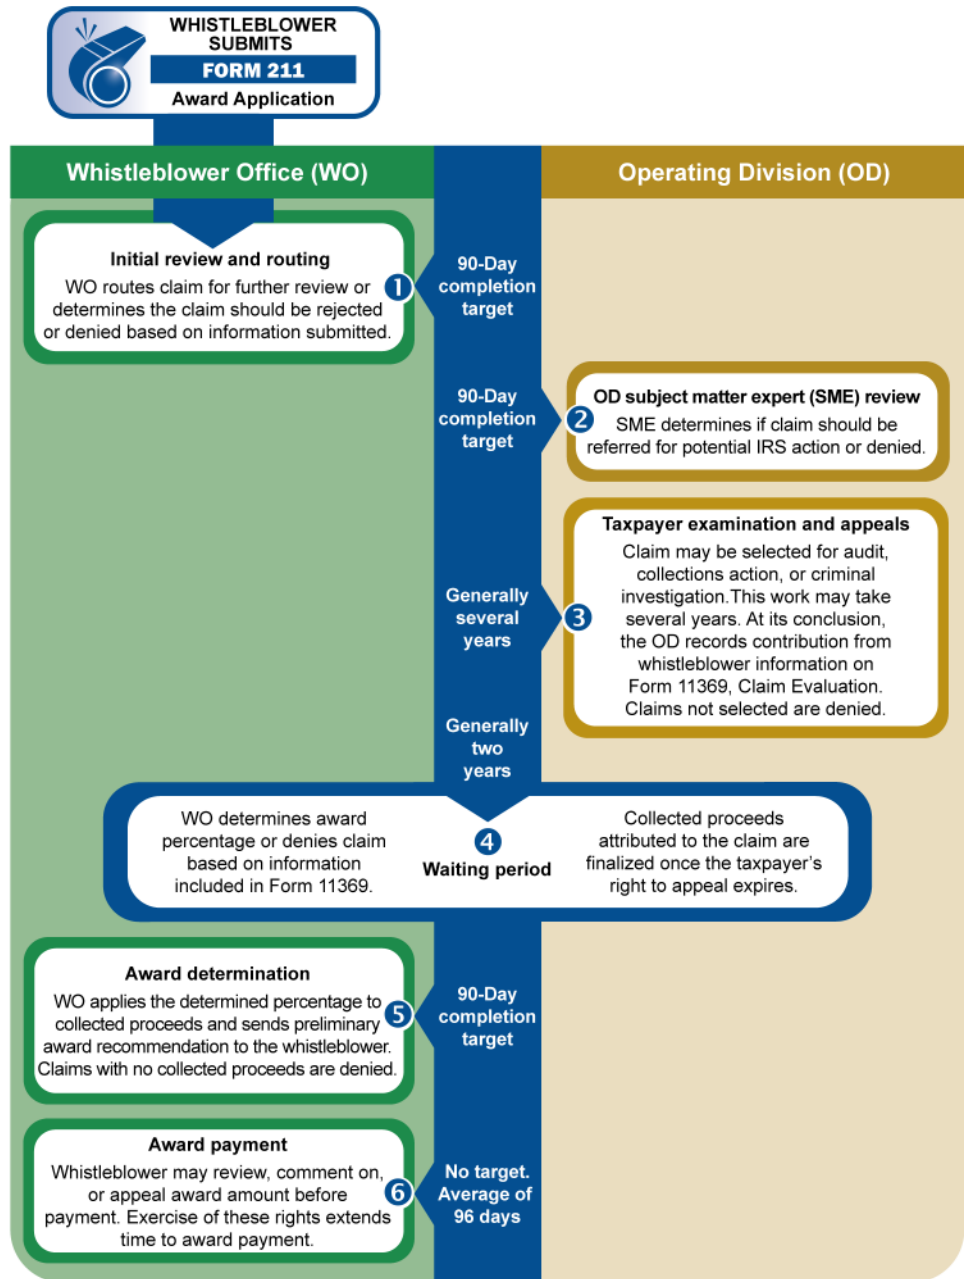 WHISTLEBLOWER
SUBMITS
FORM 211
Award Application
Whistleblower Office (WO)
Operating Division (OD)
Initial review and routing
WO routes claim for further review or
determines the claim should be rejected
or denied based on information submitted.
1
90-Day
completion
target
90-Day
completion
target
2
OD subject matter expert (SME) review
SME determines if claim should be
referred for potential IRS action or denied.
Generally
several
years
3
Taxpayer examination and appeals
Claim may be selected for audit,
collections action, or criminal
investigation.This work may take
several years. At its conclusion,
the OD records contribution from
whistleblower information on
Form 11369, Claim Evaluation.
Claims not selected are denied.
Generally
two
years
WO determines award
percentage or denies claim
based on information
included in Form 11369.
4
Waiting period
Collected proceeds
attributed to the claim are
finalized once the taxpayer’s
right to appeal expires.
Award determination
WO applies the determined percentage to
collected proceeds and sends preliminary
award recommendation to the whistleblower.
Claims with no collected proceeds are denied.
5
90-Day
completion
target
Award payment
Whistleblower may review, comment on,
or appeal award amount before
payment. Exercise of these rights extends
time to award payment.
6
No target.
Average of
96 days